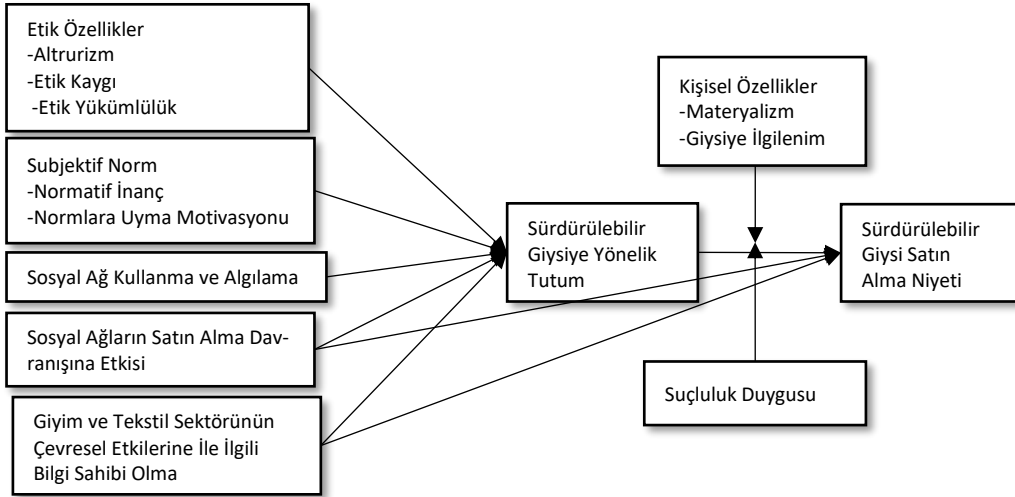 Etik Özellikler
-Altrurizm
-Etik Kaygı
-Etik Yükümlülük
Subjektif Norm
-Normatif İnanç
-Normlara Uyma Motivasyonu
Sosyal Ağ Kullanma ve Algılama
Sosyal Ağların Satın Alma Dav-
ranışına Etkisi
Giyim ve Tekstil Sektörünün
Çevresel Etkilerine İle İlgili
Bilgi Sahibi Olma
Sürdürülebilir
Giysiye Yönelik
Tutum
Kişisel Özellikler
-Materyalizm
-Giysiye İlgilenim
Suçluluk Duygusu
Sürdürülebilir
Giysi Satın
Alma Niyeti